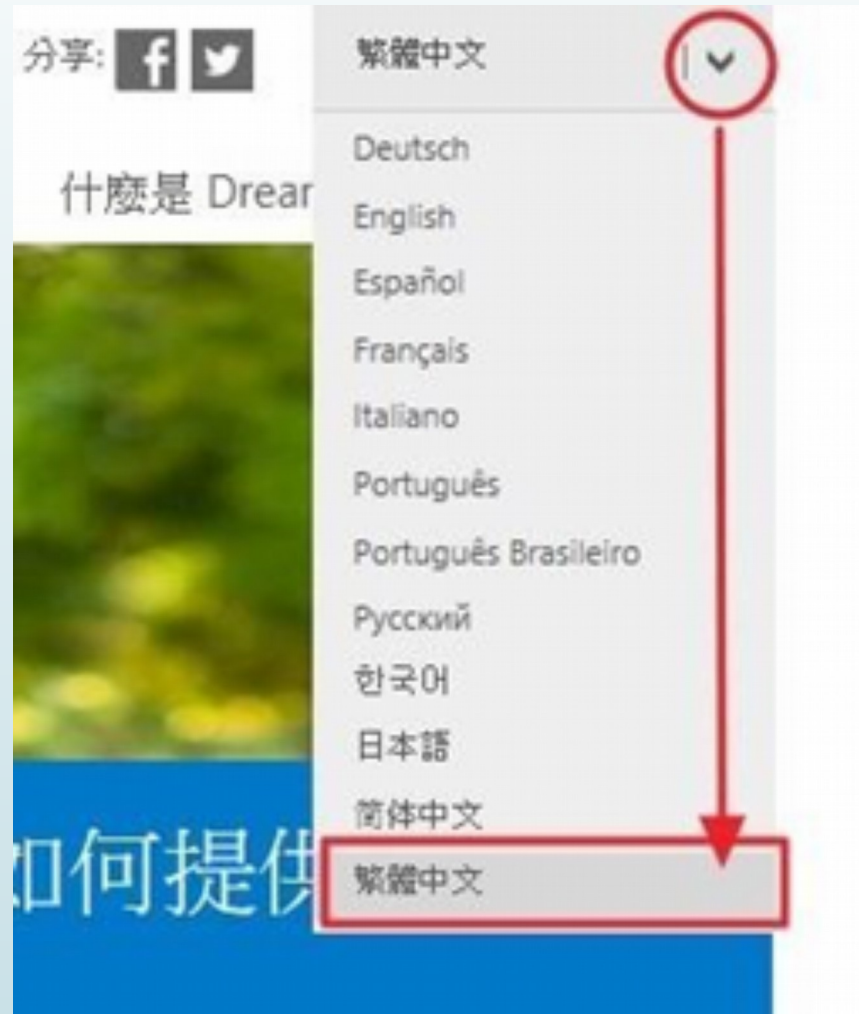 分享:
繁體中文
什麼是 Drear
Deutsch
English
Español
Français
Italiano
Português
Português Brasileiro
Русский
한국어
日本語
简体中文
繁體中文
如何提供